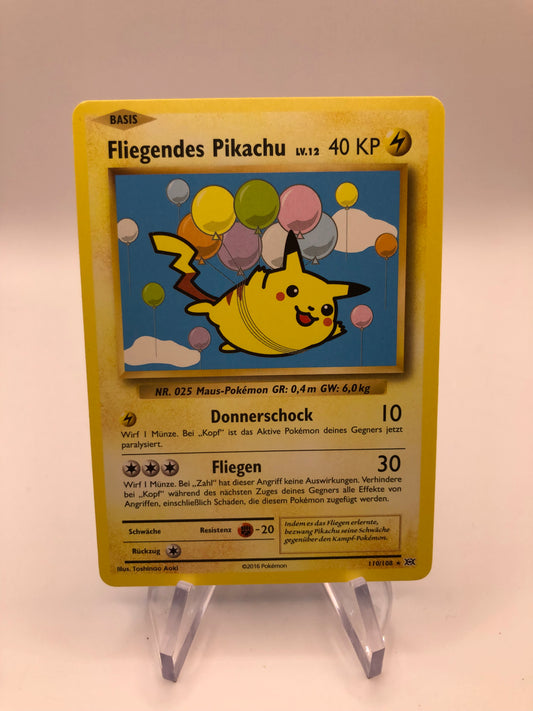 BASIS
Fliegendes Pikachu LV.12 40 KP
NR. 025 Maus-Pokémon GR: 0,4 m GW: 6,0 kg
Donnerschock 10
Wirf 1 Münze. Bei „Kopf" ist das Aktive Pokémon deines Gegners jetzt
paralysiert.
Fliegen 30
Wirf 1 Münze. Bei „Zahl" hat dieser Angriff keine Auswirkungen. Verhindere
bei „Kopf" während des nächsten Zuges deines Gegners alle Effekte von
Angriffen, einschließlich Schaden, die diesem Pokémon zugefügt werden.
Schwäche Resistenz -20
Rückzug
Indem es das Fliegen erlernte,
bezwang Pikachu seine Schwäche
gegenüber den Kampf-Pokémon.
Illus. Toshinao Aoki ©2016 Pokémon 110/108 ★ XY